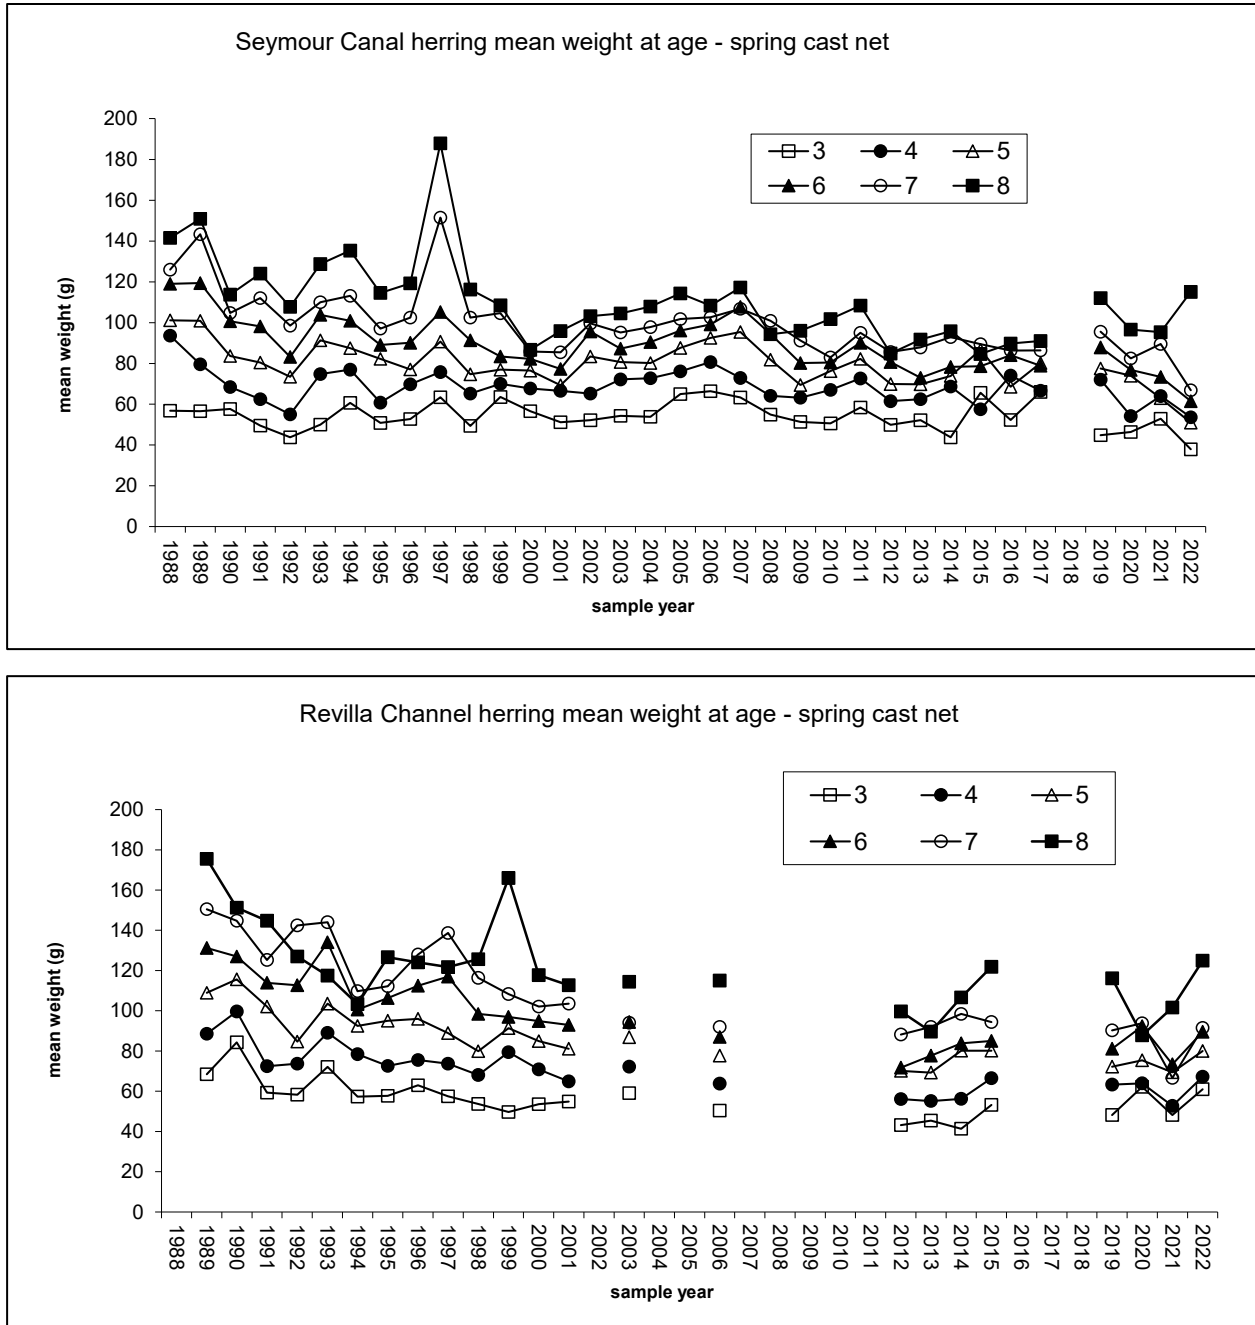 Seymour Canal herring mean weight at age - spring cast net
200
180
160
140
120
100
80
60
40
20
0
mean weight (g)
3 4 5
6 7 8
1988 1989 1990 1991 1992 1993 1994 1995 1996 1997 1998 1999 2000 2001 2002 2003 2004 2005 2006 2007 2008 2009 2010 2011 2012 2013 2014 2015 2016 2017 2018 2019 2020 2021 2022
sample year
Revilla Channel herring mean weight at age - spring cast net
200
180
160
140
120
100
80
60
40
20
0
mean weight (g)
3 4 5
6 7 8
1988 1989 1990 1991 1992 1993 1994 1995 1996 1997 1998 1999 2000 2001 2002 2003 2004 2005 2006 2007 2008 2009 2010 2011 2012 2013 2014 2015 2016 2017 2018 2019 2020 2021 2022
sample year